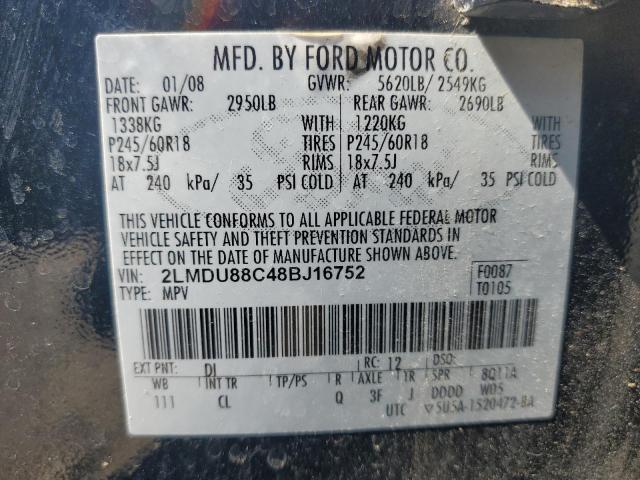 MFD. BY FORD MOTOR CO.
DATE: 01/08 GVWR: 5620LB/ 2549KG
FRONT GAWR: 2950LB REAR GAWR: 2690LB
1338KG WITH 1220KG WITH
P245/60R18 TIRES P245/60R18 TIRES
18x7.5J RIMS 18x7.5J RIMS
AT 240 kPa/ 35 PSI COLD AT 240 kPa/ 35 PSI COLD
THIS VEHICLE CONFORMS TO ALL APPLICABLE FEDERAL MOTOR
VEHICLE SAFETY AND THEFT PREVENTION STANDARDS IN
EFFECT ON THE DATE OF MANUFACTURE SHOWN ABOVE.
VIN: 2LMDU88C48BJ16752 F0087
TYPE: MPV T0105
EXT PNT: DI RC: 12 DSO:
WB INT TR TP/PS R AXLE TR SPR 8Q11A
111 CL Q 3F J DDDD W05
UTC ▽5U5A-1520472-BA